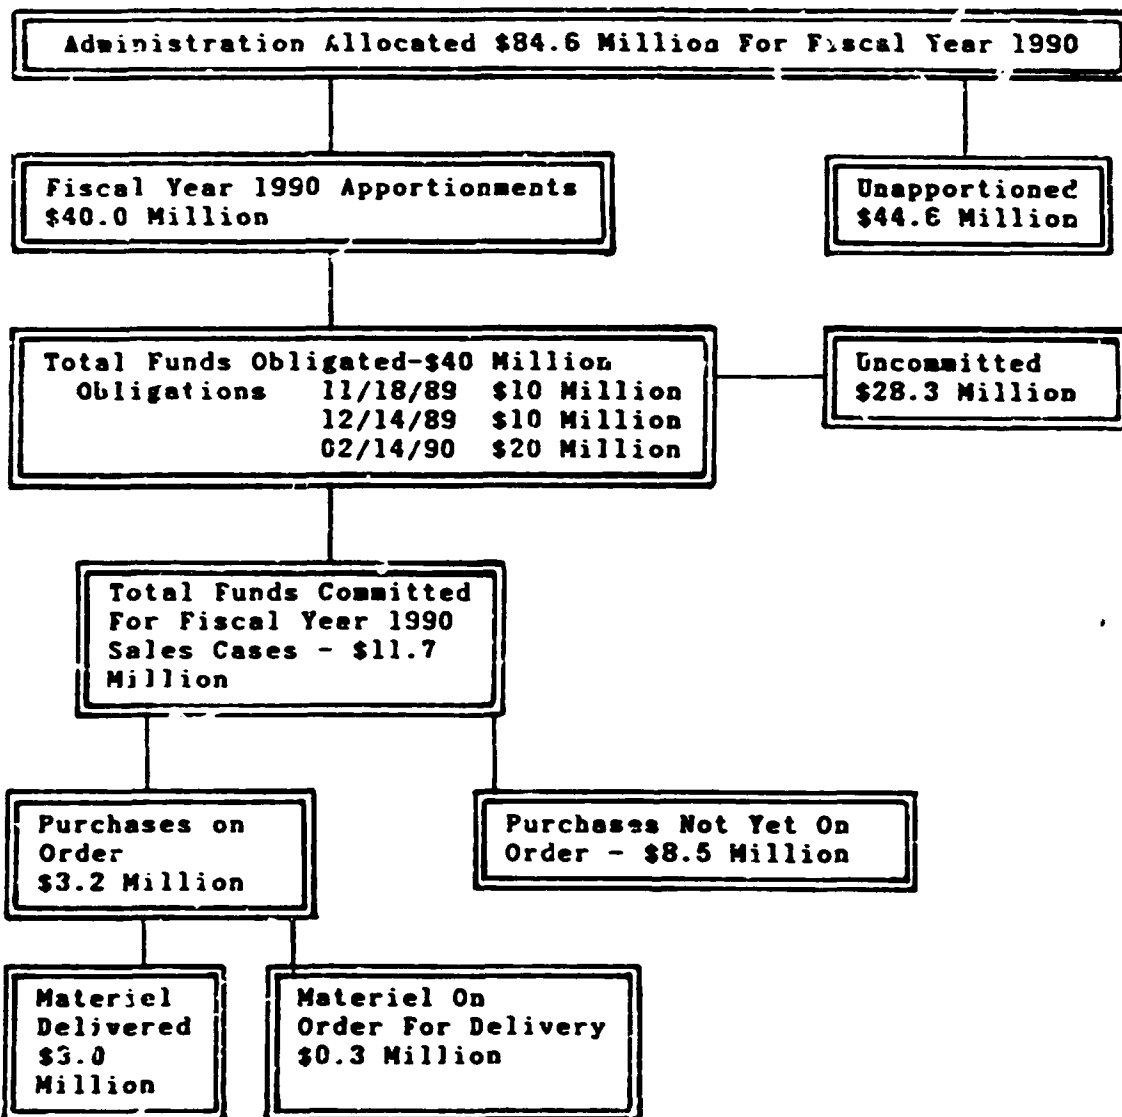 Administration Allocated $84.6 Million For Fiscal Year 1990
Fiscal Year 1990 Apportionments
$40.0 Million
Unapportioned
$44.6 Million
Total Funds Obligated-$40 Million
Obligations 11/18/89 $10 Million
12/14/89 $10 Million
02/14/90 $20 Million
Uncommitted
$28.3 Million
Total Funds Committed
For Fiscal Year 1990
Sales Cases - $11.7
Million
Purchases on
Order
$3.2 Million
Purchases Not Yet On
Order - $8.5 Million
Materiel
Delivered
$3.0
Million
Materiel On
Order For Delivery
$0.3 Million